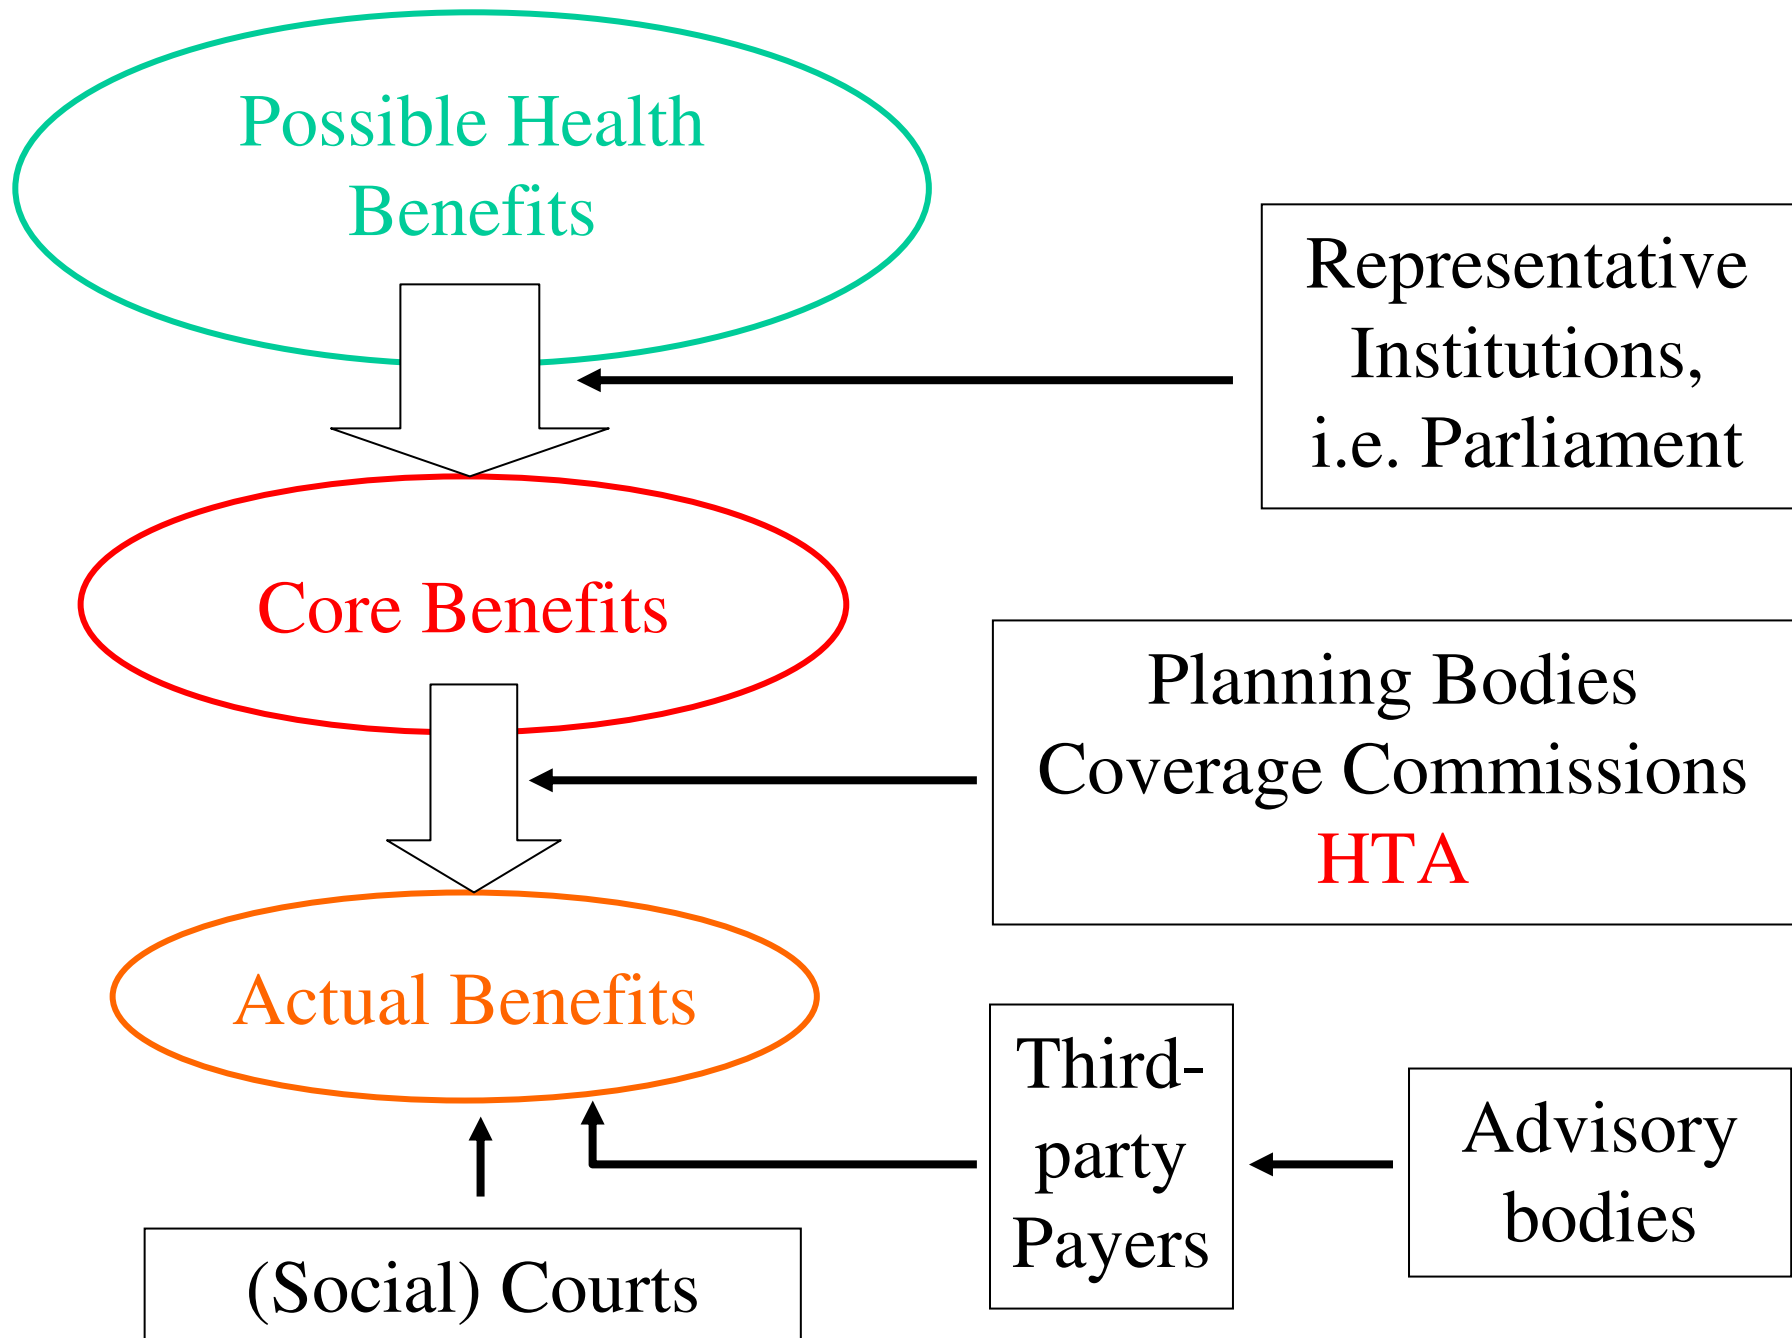 Possible Health
Benefits
Representative
Institutions,
i.e. Parliament
Core Benefits
Planning Bodies
Coverage Commissions
HTA
Actual Benefits
Third-
party
Payers
Advisory
bodies
(Social) Courts